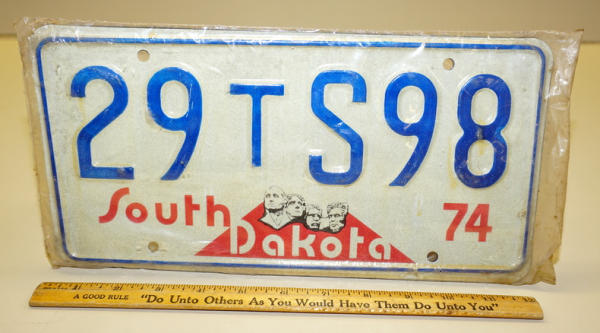 29 T S98
South Dakota 74
A GOOD RULE "Do Unto Others As You Would Have Them Do Unto You"